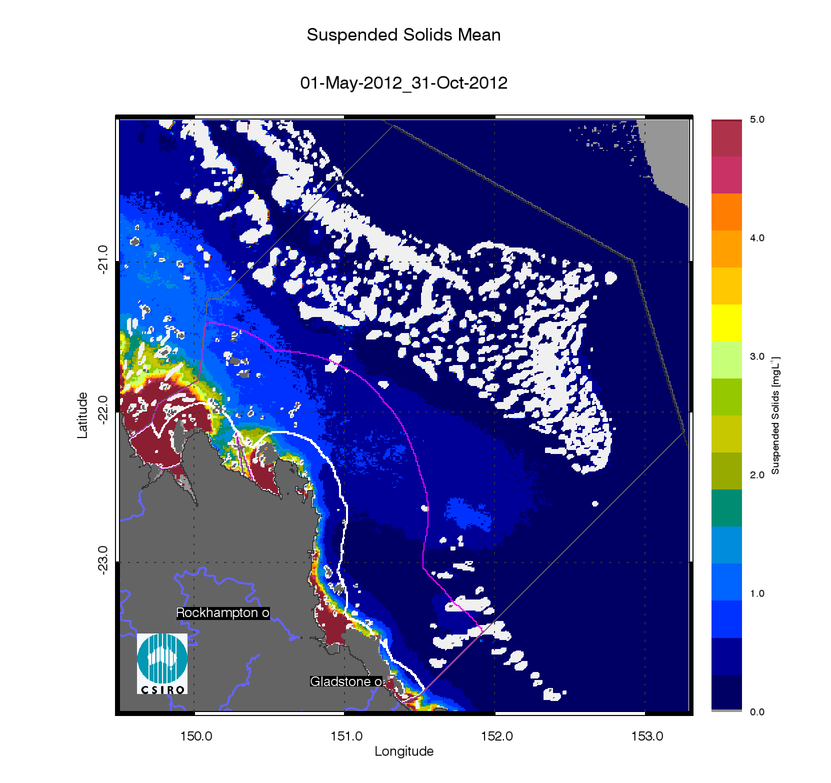 Suspended Solids Mean
01-May-2012_31-Oct-2012
5.0
4.0
3.0
2.0
1.0
0.0
Suspended Solids [mgL⁻¹]
-21.0
-22.0
-23.0
Latitude
Rockhampton o
Gladstone o
CSIRO
150.0 151.0 152.0 153.0
Longitude